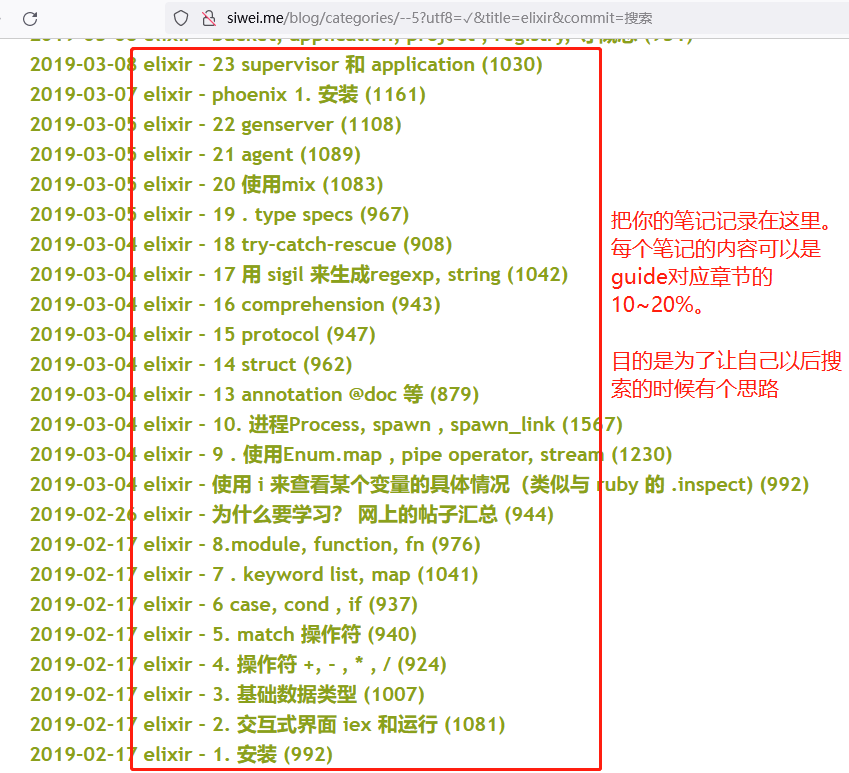 siwei.me/blog/categories/--5?utf8=✓&title=elixir&commit=搜索
2019-03-08 elixir - 23 supervisor 和 application (1030)
2019-03-07 elixir - phoenix 1. 安装 (1161)
2019-03-05 elixir - 22 genserver (1108)
2019-03-05 elixir - 21 agent (1089)
2019-03-05 elixir - 20 使用mix (1083)
2019-03-05 elixir - 19 . type specs (967)
2019-03-04 elixir - 18 try-catch-rescue (908)
2019-03-04 elixir - 17 用 sigil 来生成regexp, string (1042)
2019-03-04 elixir - 16 comprehension (943)
2019-03-04 elixir - 15 protocol (947)
2019-03-04 elixir - 14 struct (962)
2019-03-04 elixir - 13 annotation @doc 等 (879)
2019-03-04 elixir - 10. 进程Process, spawn , spawn_link (1567)
2019-03-04 elixir - 9 . 使用Enum.map , pipe operator, stream (1230)
2019-03-04 elixir - 使用 i 来查看某个变量的具体情况（类似与 ruby 的 .inspect) (992)
2019-02-26 elixir - 为什么要学习？ 网上的帖子汇总 (944)
2019-02-17 elixir - 8.module, function, fn (976)
2019-02-17 elixir - 7 . keyword list, map (1041)
2019-02-17 elixir - 6 case, cond , if (937)
2019-02-17 elixir - 5. match 操作符 (940)
2019-02-17 elixir - 4. 操作符 +, - , * , / (924)
2019-02-17 elixir - 3. 基础数据类型 (1007)
2019-02-17 elixir - 2. 交互式界面 iex 和运行 (1081)
2019-02-17 elixir - 1. 安装 (992)
把你的笔记记录在这里。
每个笔记的内容可以是
guide对应章节的
10~20%。
目的是为了让自己以后搜
索的时候有个思路